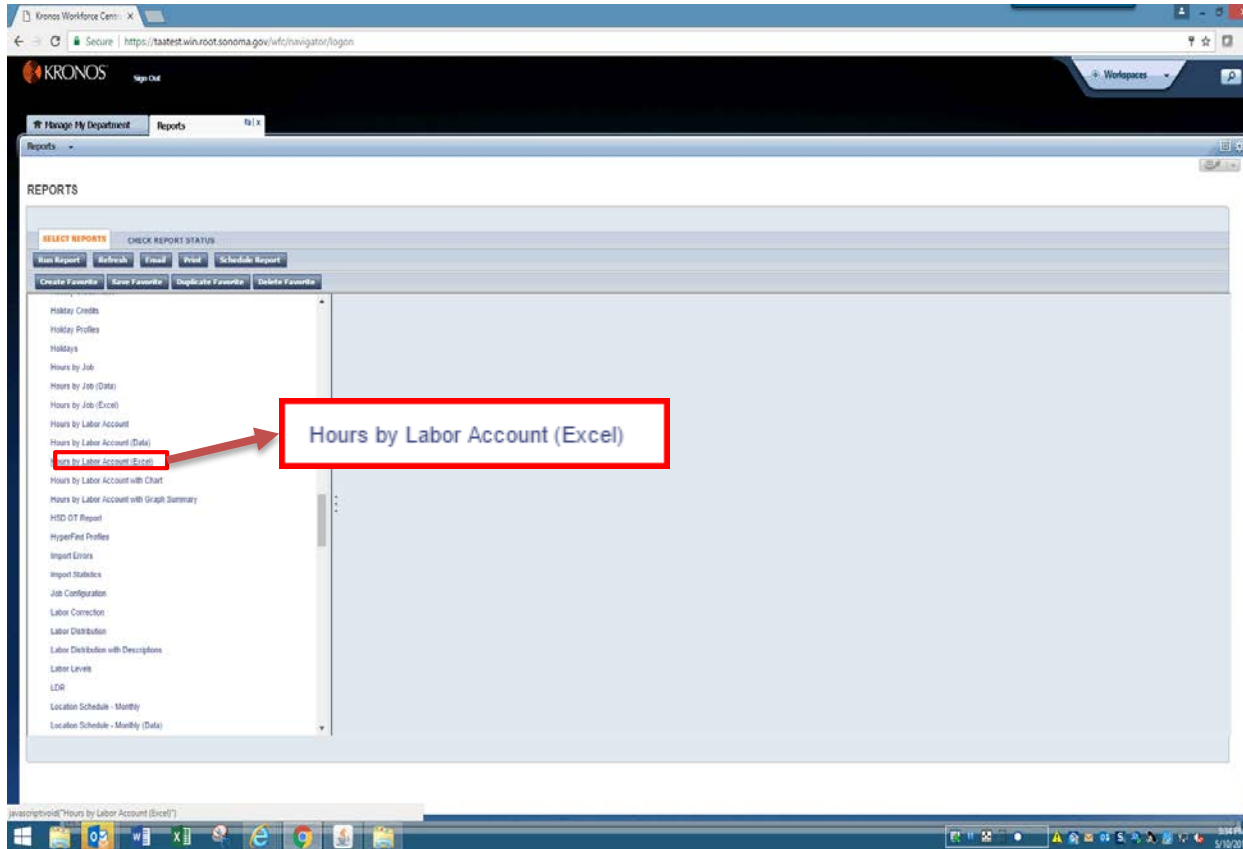 Kronos Workforce Cent
Secure | https://taatest.win.root.sonoma.gov/wfc/navigator/logon
KRONOS Sign Out
Workspaces
Manage My Department Reports x
Reports
REPORTS
SELECT REPORTS CHECK REPORT STATUS
Run Report Refresh Email Print Schedule Report
Create Favorite Save Favorite Duplicate Favorite Delete Favorite
Holiday Credits
Holiday Profiles
Holidays
Hours by Job
Hours by Job (Data)
Hours by Job (Excel)
Hours by Labor Account
Hours by Labor Account (Data)
Hours by Labor Account (Excel)
Hours by Labor Account (Excel)
Hours by Labor Account with Chart
Hours by Labor Account with Graph Summary
HSD OT Report
HyperFind Profiles
Import Errors
Import Statistics
Job Configuration
Labor Correction
Labor Distribution
Labor Distribution with Descriptions
Labor Levels
LDR
Location Schedule - Monthly
Location Schedule - Monthly (Data)
javascript:void("Hours by Labor Account (Excel)")
3:34 P
5/10/20